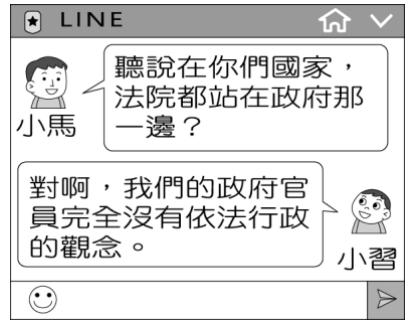 LINE
聽說在你們國家，
法院都站在政府那
一邊？
小馬
對啊，我們的政府官
員完全沒有依法行政
的觀念。
小習